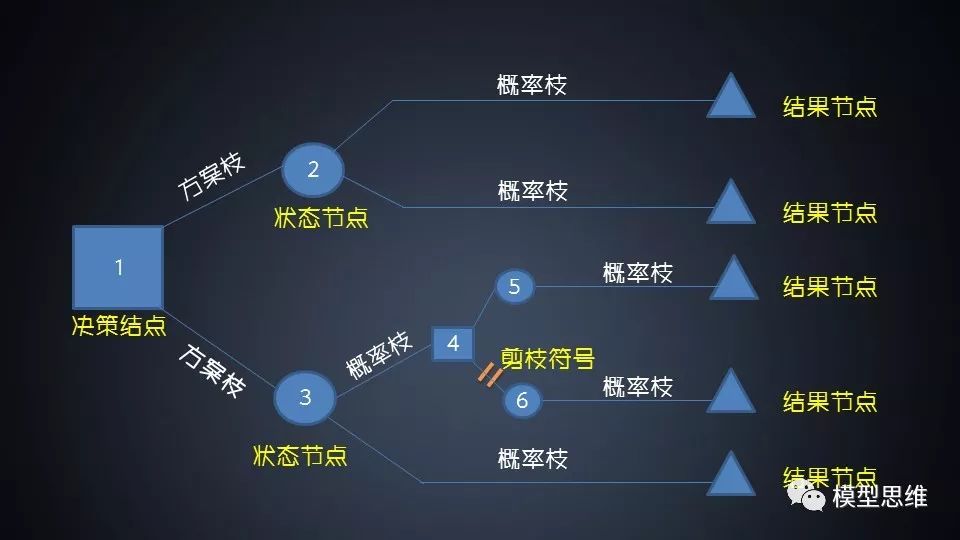 概率枝
结果节点
方案枝
2
概率枝
状态节点
结果节点
1
5
概率枝
结果节点
决策结点
方案枝
概率枝
4
剪枝符号
3
6
概率枝
结果节点
状态节点
概率枝
结果节点
模型思维